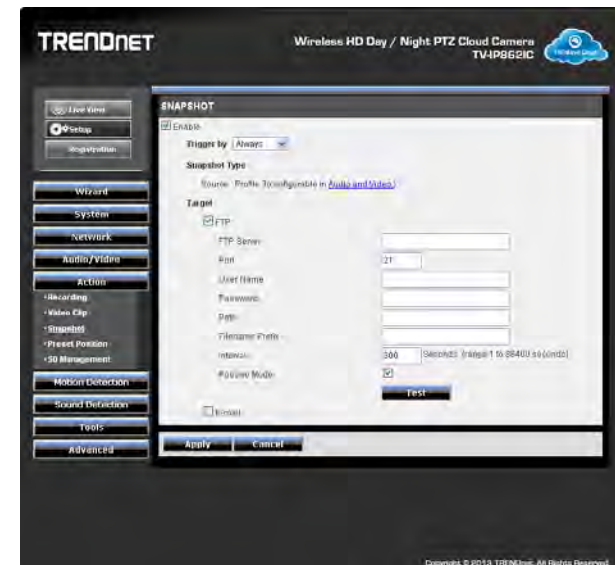 TRENDNET
Wireless HD Day / Night PTZ Cloud Camera
TV-IP862IC
Live View
Setup
Registration
Wizard
System
Network
Audio/Video
Action
•Recording
•Video Clip
•Snapshot
•Preset Position
•SD Management
Motion Detection
Sound Detection
Tools
Advanced
SNAPSHOT
Enable
Trigger by Always
Snapshot Type
Source: Profile 3(configurable in Audio and Video.)
Target
FTP
FTP Server
Port 21
User Name
Password
Path
Filename Prefix
Interval 300 Seconds (range 1 to 86400 seconds)
Passive Mode
Test
E-mail
Apply Cancel
Copyright © 2013 TRENDnet. All Rights Reserved.